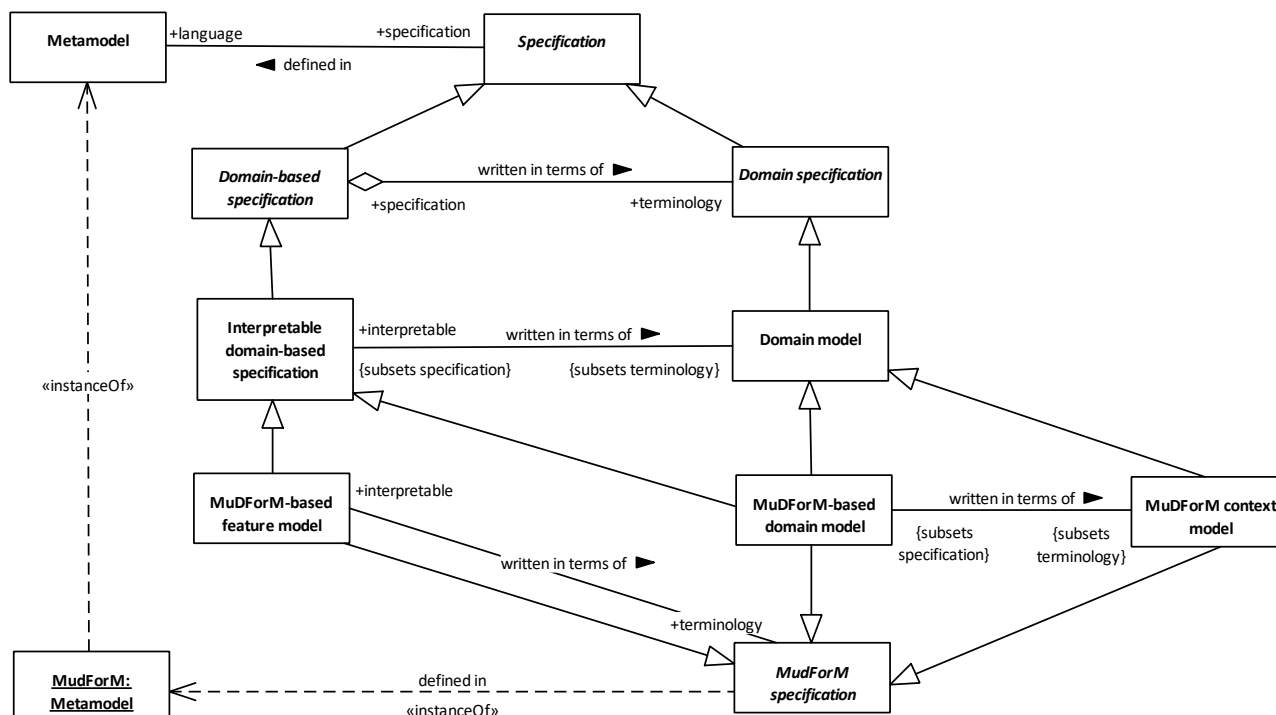 Metamodel
+language
+specification
Specification
◄ defined in
Domain-based
specification
written in terms of ►
Domain specification
+specification
+terminology
Interpretable
domain-based
specification
+interpretable
written in terms of ►
Domain model
{subsets specification}
{subsets terminology}
«instanceOf»
MuDForM-based
feature model
+interpretable
MuDForM-based
domain model
written in terms of ►
MuDForM context
model
{subsets
specification}
{subsets
terminology}
written in terms of ►
+terminology
MudForM:
Metamodel
defined in
«instanceOf»
MudForM
specification